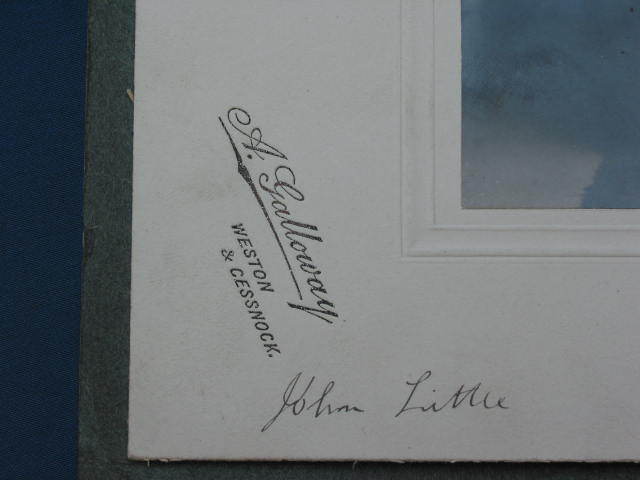 A. Galloway
WESTON
& CESSNOCK.
John Little